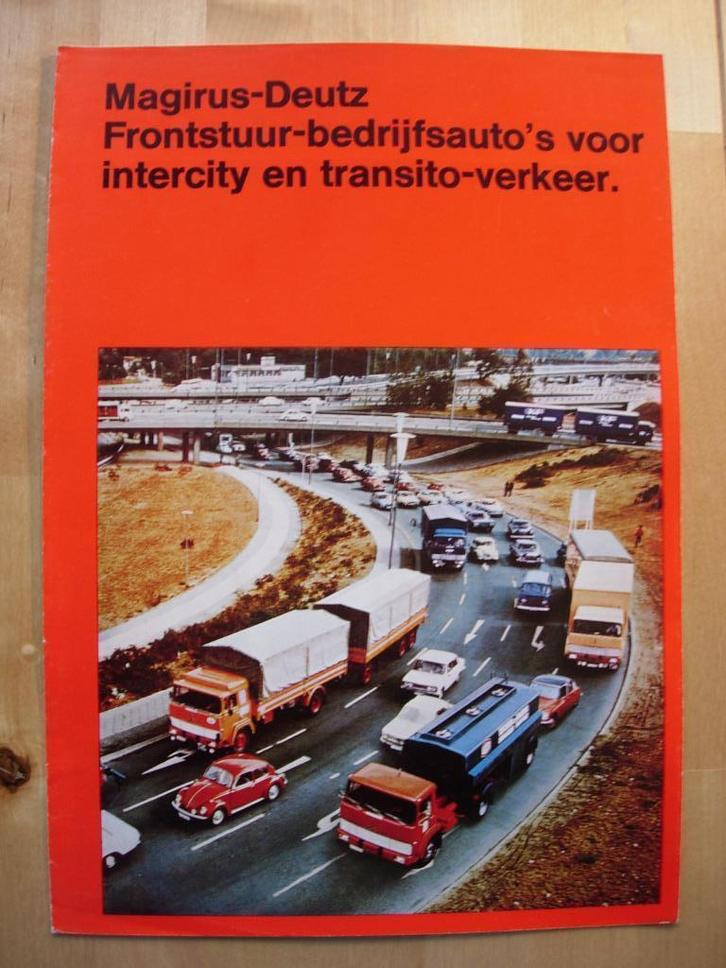 Magirus-Deutz
Frontstuur-bedrijfsauto's voor
intercity en transito-verkeer.